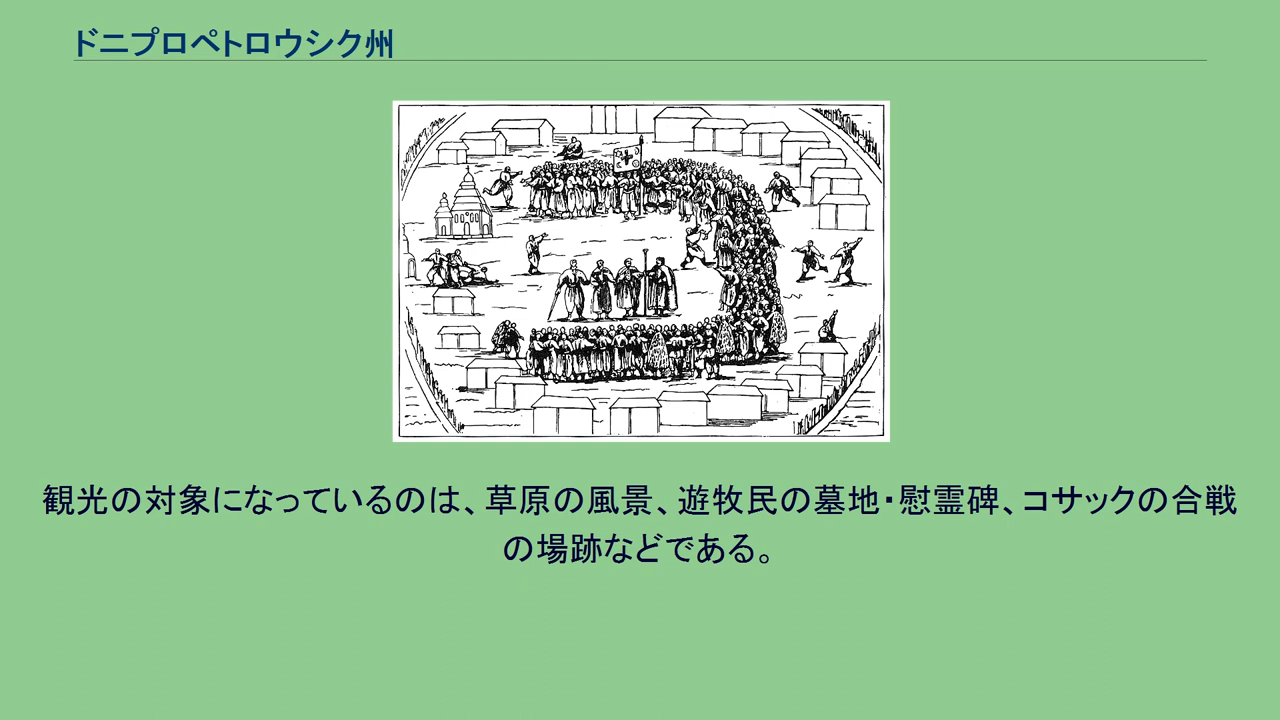 ドニプロペトロウシク州
観光の対象になっているのは、草原の風景、遊牧民の墓地・慰霊碑、コサックの合戦
の場跡などである。